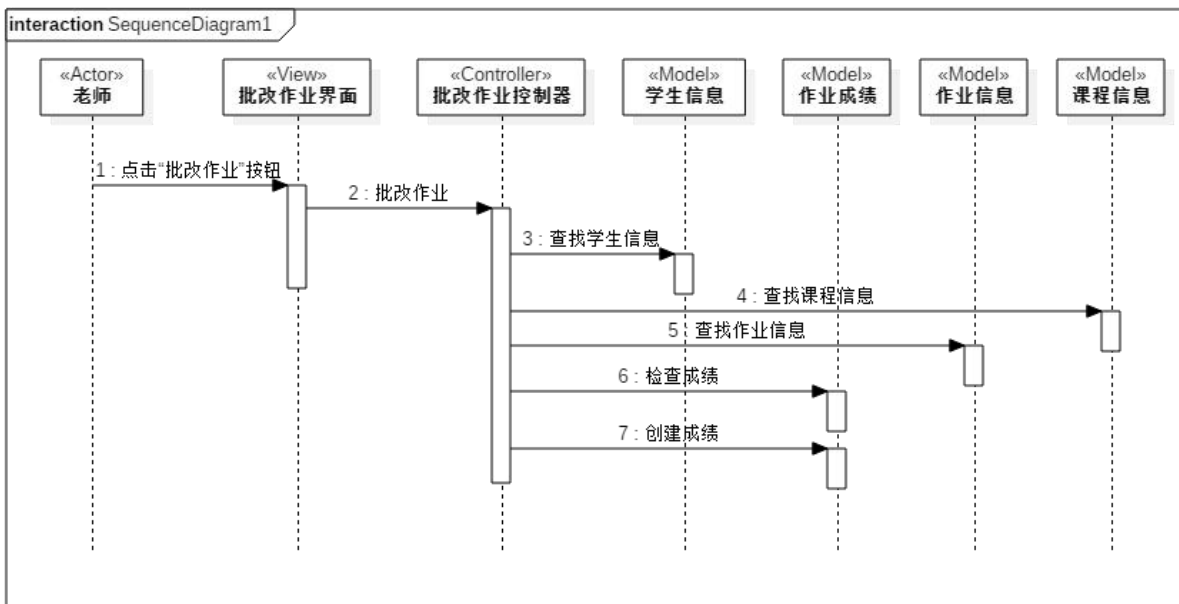 interaction SequenceDiagram1
«Actor»
老师
«View»
批改作业界面
«Controller»
批改作业控制器
«Model»
学生信息
«Model»
作业成绩
«Model»
作业信息
«Model»
课程信息
1 : 点击“批改作业”按钮
2 : 批改作业
3 : 查找学生信息
4 : 查找课程信息
5 : 查找作业信息
6 : 检查成绩
7 : 创建成绩